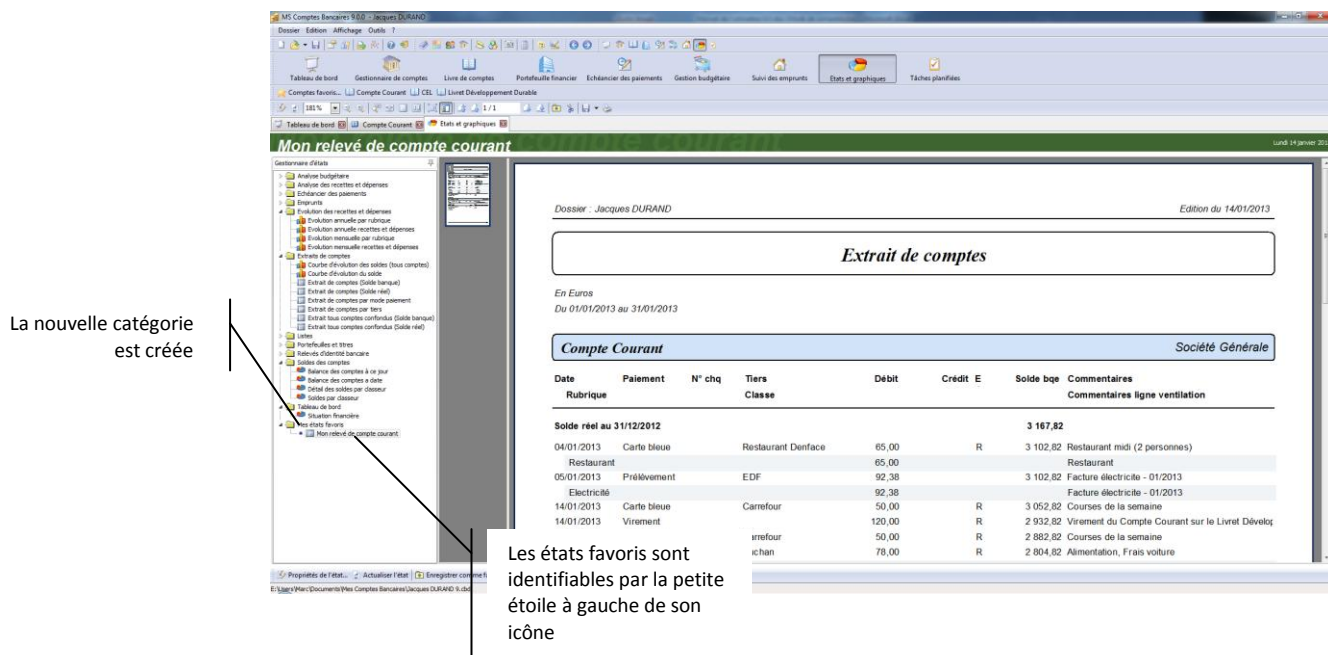 MS Comptes Bancaires 9.0.0 - Jacques DURAND
Dossier Edition Affichage Outils ?
Tableau de bord Gestionnaire de comptes Livre de comptes Portefeuille financier Echéancier des paiements Gestion budgétaire Suivi des emprunts Etats et graphiques Tâches planifiées
Comptes favoris... Compte Courant CEL Livret Développement Durable
181% 1/1
Tableau de bord Compte Courant Etats et graphiques
Mon relevé de compte courant
Lundi 14 janvier 201
Gestionnaire d'états
Analyse budgétaire
Analyse des recettes et dépenses
Echéancier des paiements
Emprunts
Evolution des recettes et dépenses
Evolution annuelle par rubrique
Evolution annuelle recettes et dépenses
Evolution mensuelle par rubrique
Evolution mensuelle recettes et dépenses
Extraits de comptes
Courbe d'évolution des soldes (tous comptes)
Courbe d'évolution du solde
Extrait de comptes (Solde banque)
Extrait de comptes (Solde réel)
Extrait de comptes par mode paiement
Extrait de comptes par tiers
Extrait tous comptes confondus (Solde banque)
Extrait tous comptes confondus (Solde réel)
Listes
Portefeuilles et titres
Relevés d'identité bancaire
Soldes des comptes
Balance des comptes à ce jour
Balance des comptes a date
Détail des soldes par classeur
Soldes par classeur
Tableau de bord
Situation financière
Mes états favoris
Mon relevé de compte courant
Dossier : Jacques DURAND Edition du 14/01/2013
Extrait de comptes
En Euros
Du 01/01/2013 au 31/01/2013
Compte Courant Société Générale
Date Paiement N° chq Tiers Débit Crédit E Solde bqe Commentaires
Rubrique Classe Commentaires ligne ventilation
Solde réel au 31/12/2012 3 167,82
04/01/2013 Carte bleue Restaurant Denface 65,00 R 3 102,82 Restaurant midi (2 personnes)
Restaurant 65,00 Restaurant
05/01/2013 Prélèvement EDF 92,38 3 102,82 Facture électricite - 01/2013
Electricité 92,38 Facture électricite - 01/2013
14/01/2013 Carte bleue Carrefour 50,00 R 3 052,82 Courses de la semaine
14/01/2013 Virement 120,00 R 2 932,82 Virement du Compte Courant sur le Livret Dévelop
arrefour 50,00 R 2 882,82 Courses de la semaine
chan 78,00 R 2 804,82 Alimentation, Frais voiture
Propriétés de l'état... Actualiser l'état Enregistrer comme f
E:\Users\Marc\Documents\Mes Comptes Bancaires\Jacques DURAND 9.cbd
La nouvelle catégorie
est créée
Les états favoris sont
identifiables par la petite
étoile à gauche de son
icône